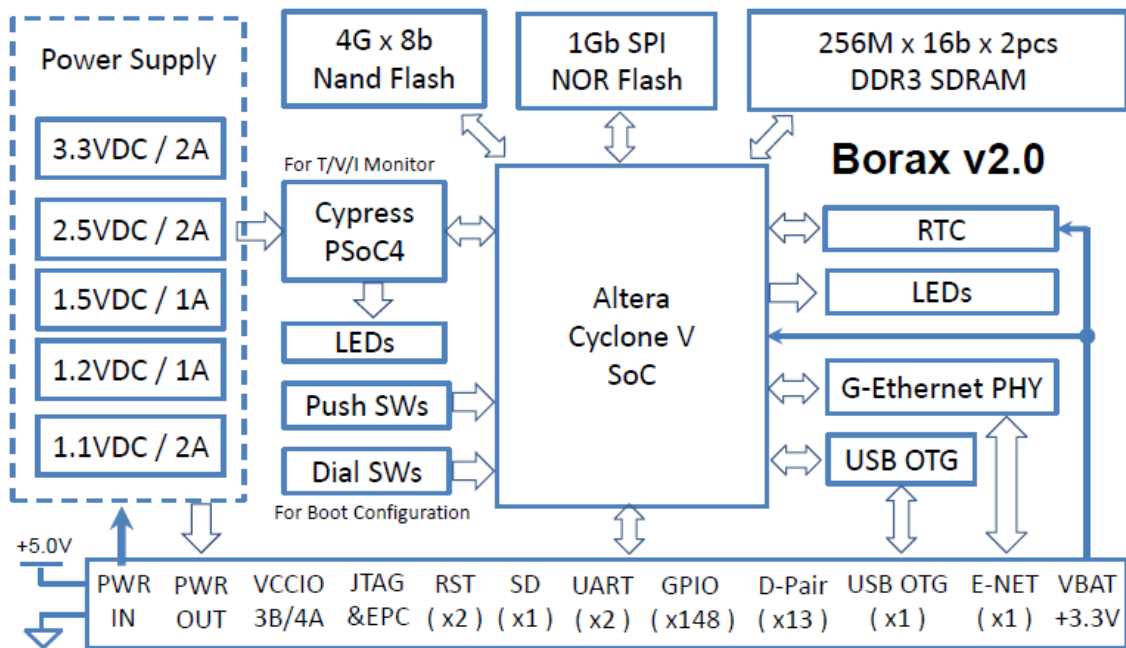 Power Supply
3.3VDC / 2A
2.5VDC / 2A
1.5VDC / 1A
1.2VDC / 1A
1.1VDC / 2A
4G x 8b
Nand Flash
1Gb SPI
NOR Flash
256M x 16b x 2pcs
DDR3 SDRAM
Borax v2.0
For T/V/I Monitor
Cypress
PSoC4
LEDs
Push SWs
Dial SWs
For Boot Configuration
Altera
Cyclone V
SoC
RTC
LEDs
G-Ethernet PHY
USB OTG
+5.0V
PWR
IN
PWR
OUT
VCCIO
3B/4A
JTAG
&EPC
RST
( x2 )
SD
( x1 )
UART
( x2 )
GPIO
( x148 )
D-Pair
( x13 )
USB OTG
( x1 )
E-NET
( x1 )
VBAT
+3.3V